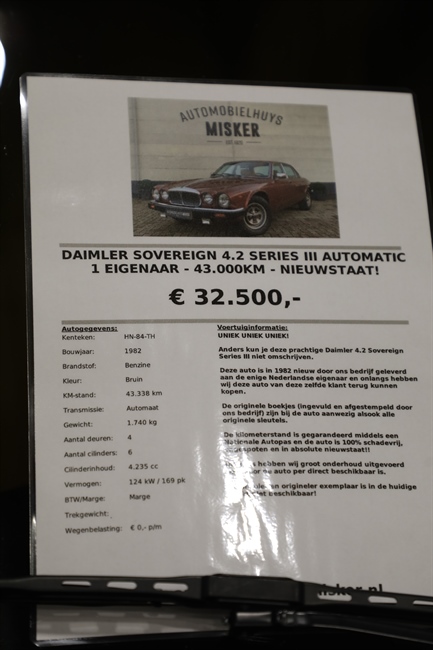 AUTOMOBIELHUYS
MISKER
DAIMLER SOVEREIGN 4.2 SERIES III AUTOMATIC
1 EIGENAAR - 43.000KM - NIEUWSTAAT!
€ 32.500,-
Autogegevens:
Kenteken: HN-84-TH
Bouwjaar: 1982
Brandstof: Benzine
Kleur: Bruin
KM-stand: 43.338 km
Transmissie: Automaat
Gewicht: 1.740 kg
Aantal deuren: 4
Aantal cilinders: 6
Cilinderinhoud: 4.235 cc
Vermogen: 124 kW / 169 pk
BTW/Marge: Marge
Trekgewicht:
Wegenbelasting: € 0,- p/m
Voertuiginformatie:
UNIEK UNIEK UNIEK!
Anders kun je deze prachtige Daimler 4.2 Sovereign
Series III niet omschrijven.
Deze auto is in 1982 nieuw door ons bedrijf geleverd
aan de enige Nederlandse eigenaar en onlangs hebben
wij deze auto van deze zelfde klant terug kunnen
kopen.
De originele boekjes (ingevuld en afgestempeld door
ons bedrijf) zijn bij de auto aanwezig alsook alle
originele sleutels.
De kilometerstand is gegarandeerd middels een
Nationale Autopas en de auto is 100% schadevrij,
en in absolute nieuwstaat!!
hebben wij groot onderhoud uitgevoerd
de auto per direct beschikbaar is.
origineler exemplaar is in de huidige
beschikbaar!